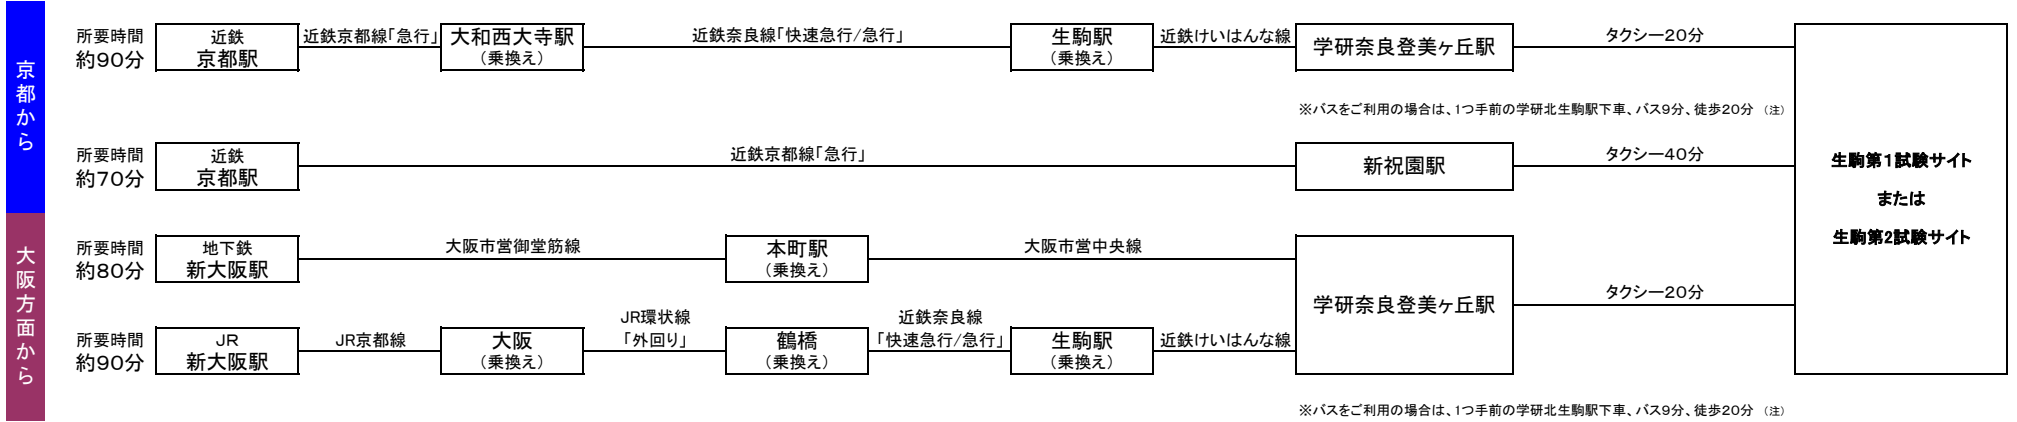 京都から
所要時間
約90分
近鉄
京都駅
近鉄京都線「急行」
大和西大寺駅
（乗換え）
近鉄奈良線「快速急行/急行」
生駒駅
（乗換え）
近鉄けいはんな線
学研奈良登美ヶ丘駅
タクシー20分
※バスをご利用の場合は、1つ手前の学研北生駒駅下車、バス9分、徒歩20分 （注）
所要時間
約70分
近鉄
京都駅
近鉄京都線「急行」
新祝園駅
タクシー40分
生駒第1試験サイト
または
生駒第2試験サイト
大阪方面から
所要時間
約80分
地下鉄
新大阪駅
大阪市営御堂筋線
本町駅
（乗換え）
大阪市営中央線
学研奈良登美ヶ丘駅
タクシー20分
所要時間
約90分
JR
新大阪駅
JR京都線
大阪
（乗換え）
JR環状線
「外回り」
鶴橋
（乗換え）
近鉄奈良線
「快速急行/急行」
生駒駅
（乗換え）
近鉄けいはんな線
※バスをご利用の場合は、1つ手前の学研北生駒駅下車、バス9分、徒歩20分 （注）